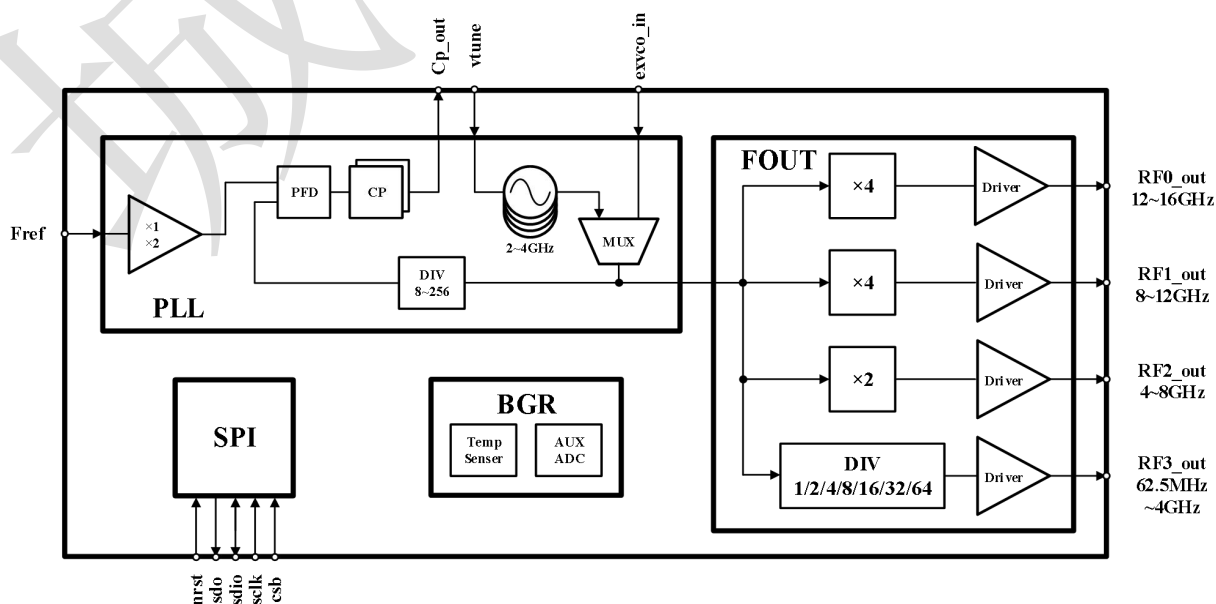 Cp_out
vtune
exvco_in
Fref
×1
×2
PFD
CP
2~4GHz
MUX
DIV
8~256
PLL
FOUT
×4
Driver
RF0_out
12~16GHz
×4
Driver
RF1_out
8~12GHz
×2
Driver
RF2_out
4~8GHz
DIV
1/2/4/8/16/32/64
Driver
RF3_out
62.5MHz
~4GHz
SPI
BGR
Temp
Senser
AUX
ADC
nrst
sdo
sdio
sclk
csb